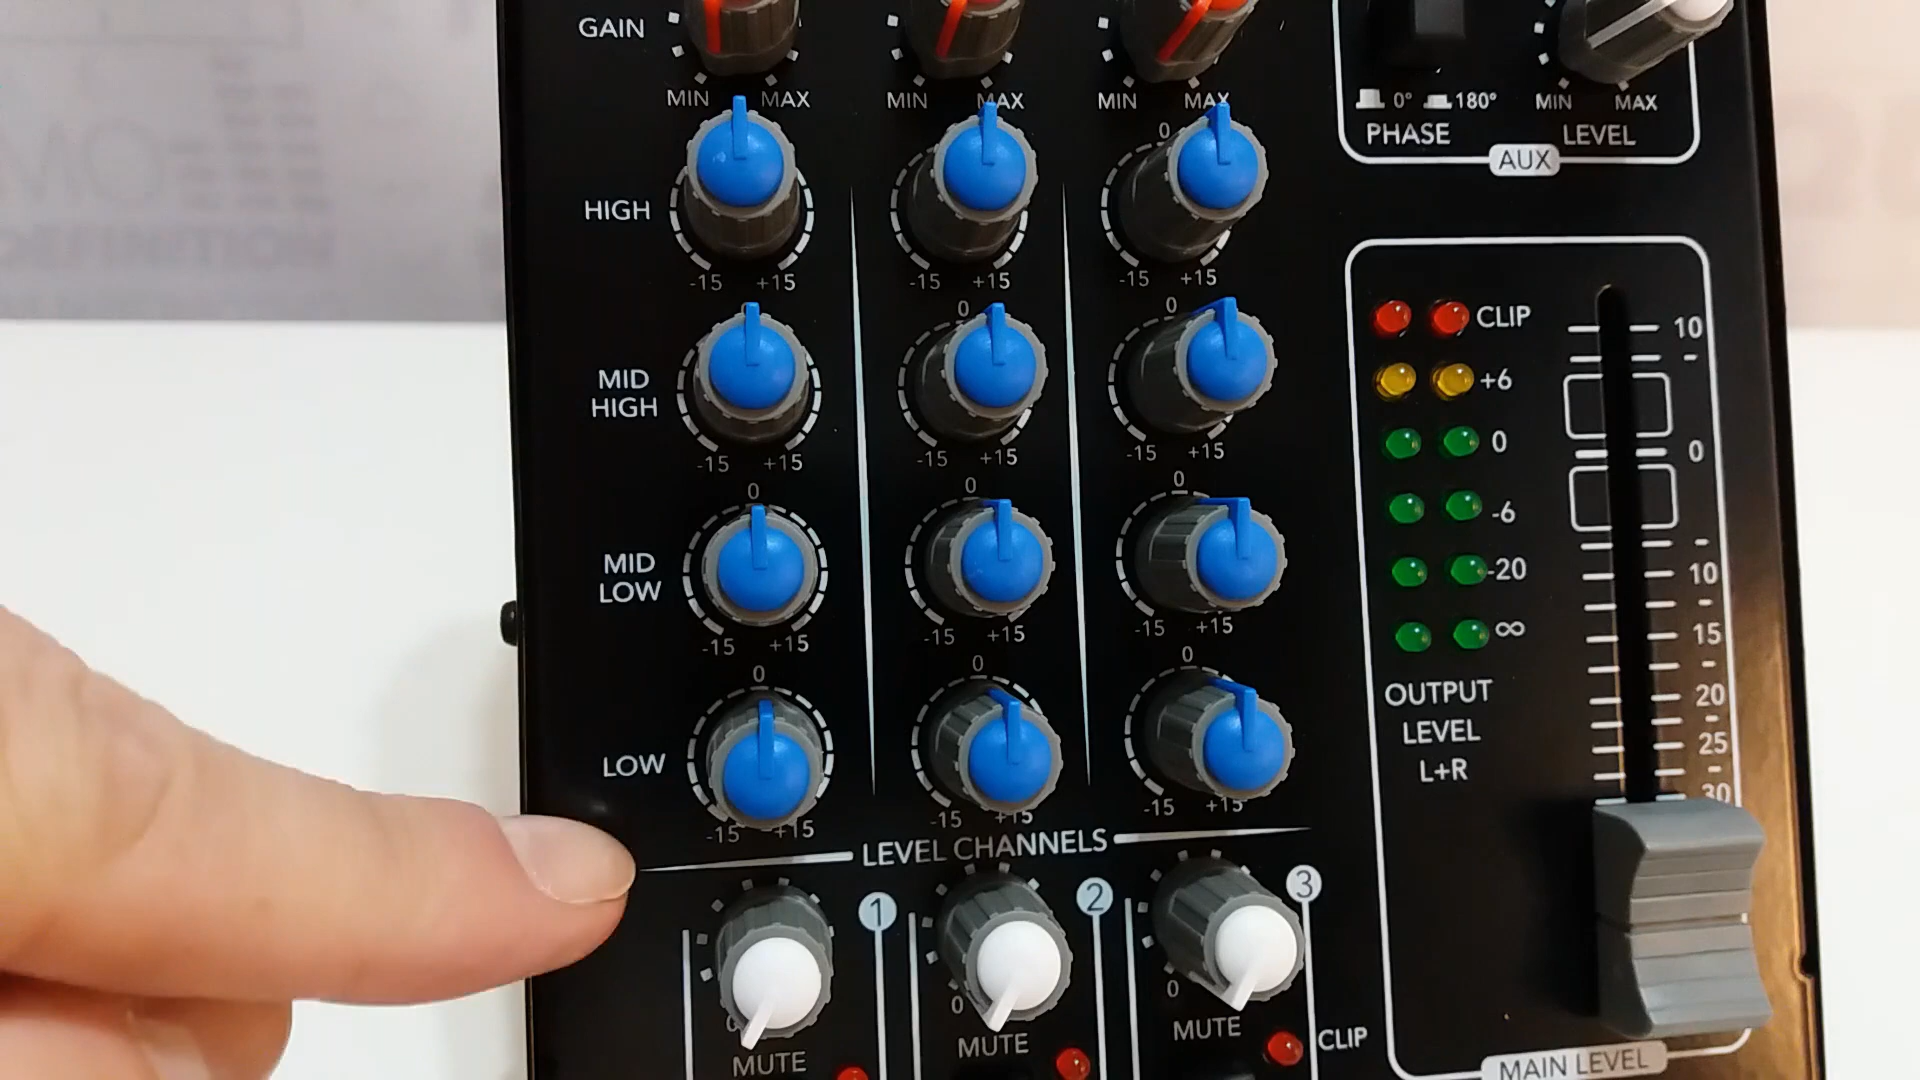 GAIN
MIN MAX MIN MAX MIN MAX
0° 180° MIN MAX
PHASE LEVEL
AUX
0
HIGH
-15 +15 -15 +15 -15 +15
0 0
MID
HIGH
-15 +15 -15 +15 -15 +15
0 0 0
MID
LOW
-15 +15 -15 +15 -15 +15
0 0 0
LOW
-15 +15 -15 +15 -15 +15
LEVEL CHANNELS
1 2 3
0 0 0
MUTE MUTE MUTE
CLIP
CLIP
+6
0
-6
-20
∞
OUTPUT
LEVEL
L+R
10
-
0
-
10
-
15
-
20
-
25
-
30
MAIN LEVEL